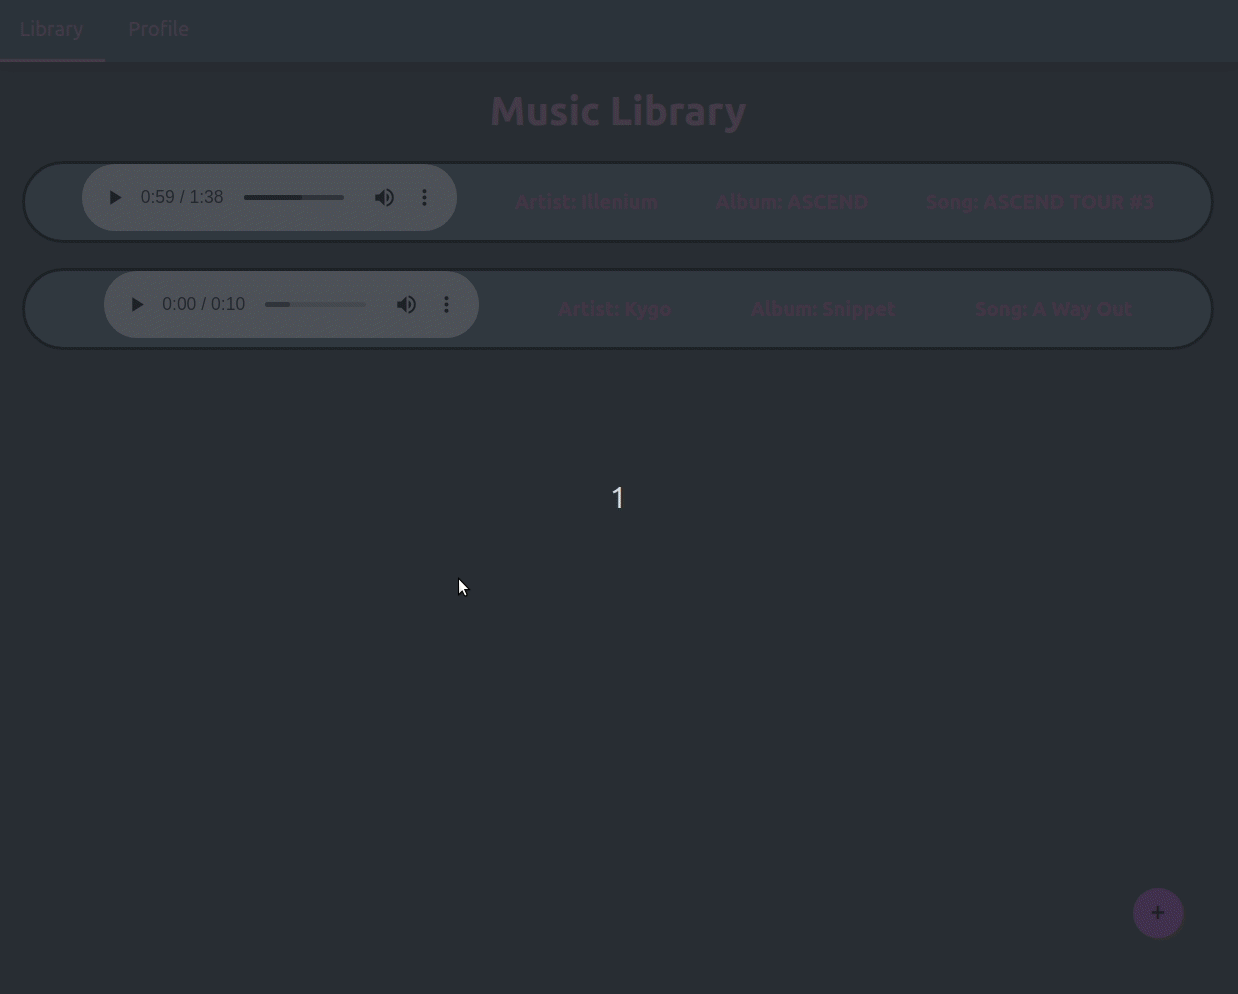 Library Profile
Music Library
0:59 / 1:38 Artist: Illenium Album: ASCEND Song: ASCEND TOUR #3
0:00 / 0:10 Artist: Kygo Album: Snippet Song: A Way Out
1
+